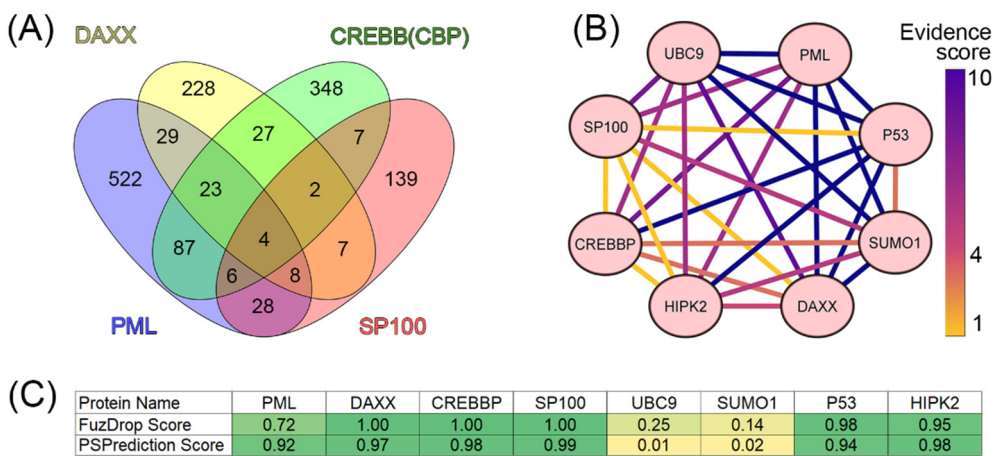 (A)
DAXX
CREBB(CBP)
228
348
29
27
7
522
23
2
139
87
4
7
6
8
28
PML
SP100
(B)
Evidence score
UBC9
PML
10
SP100
P53
CREBBP
SUMO1
4
HIPK2
DAXX
1
(C)
Protein Name PML DAXX CREBBP SP100 UBC9 SUMO1 P53 HIPK2
FuzDrop Score 0.72 1.00 1.00 1.00 0.25 0.14 0.98 0.95
PSPrediction Score 0.92 0.97 0.98 0.99 0.01 0.02 0.94 0.98